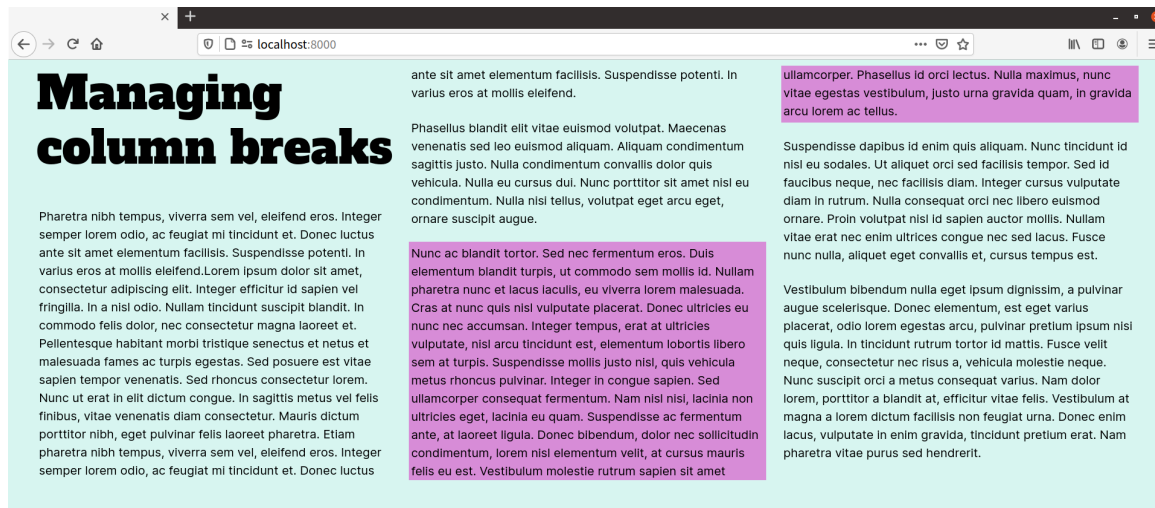 localhost:8000
Managing
column breaks
Pharetra nibh tempus, viverra sem vel, eleifend eros. Integer
semper lorem odio, ac feugiat mi tincidunt et. Donec luctus
ante sit amet elementum facilisis. Suspendisse potenti. In
varius eros at mollis eleifend.Lorem ipsum dolor sit amet,
consectetur adipiscing elit. Integer efficitur id sapien vel
fringilla. In a nisl odio. Nullam tincidunt suscipit blandit. In
commodo felis dolor, nec consectetur magna laoreet et.
Pellentesque habitant morbi tristique senectus et netus et
malesuada fames ac turpis egestas. Sed posuere est vitae
sapien tempor venenatis. Sed rhoncus consectetur lorem.
Nunc ut erat in elit dictum congue. In sagittis metus vel felis
finibus, vitae venenatis diam consectetur. Mauris dictum
porttitor nibh, eget pulvinar felis laoreet pharetra. Etiam
pharetra nibh tempus, viverra sem vel, eleifend eros. Integer
semper lorem odio, ac feugiat mi tincidunt et. Donec luctus
ante sit amet elementum facilisis. Suspendisse potenti. In
varius eros at mollis eleifend.
Phasellus blandit elit vitae euismod volutpat. Maecenas
venenatis sed leo euismod aliquam. Aliquam condimentum
sagittis justo. Nulla condimentum convallis dolor quis
vehicula. Nulla eu cursus dui. Nunc porttitor sit amet nisl eu
condimentum. Nulla nisi tellus, volutpat eget arcu eget,
ornare suscipit augue.
Nunc ac blandit tortor. Sed nec fermentum eros. Duis
elementum blandit turpis, ut commodo sem mollis id. Nullam
pharetra nunc et lacus iaculis, eu viverra lorem malesuada.
Cras at nunc quis nisl vulputate placerat. Donec ultricies eu
nunc nec accumsan. Integer tempus, erat at ultricies
vulputate, nisl arcu tincidunt est, elementum lobortis libero
sem at turpis. Suspendisse mollis justo nisl, quis vehicula
metus rhoncus pulvinar. Integer in congue sapien. Sed
ullamcorper consequat fermentum. Nam nisl nisi, lacinia non
ultricies eget, lacinia eu quam. Suspendisse ac fermentum
ante, at laoreet ligula. Donec bibendum, dolor nec sollicitudin
condimentum, lorem nisl elementum velit, at cursus mauris
felis eu est. Vestibulum molestie rutrum sapien sit amet
ullamcorper. Phasellus id orci lectus. Nulla maximus, nunc
vitae egestas vestibulum, justo urna gravida quam, in gravida
arcu lorem ac tellus.
Suspendisse dapibus id enim quis aliquam. Nunc tincidunt id
nisl eu sodales. Ut aliquet orci sed facilisis tempor. Sed id
faucibus neque, nec facilisis diam. Integer cursus vulputate
diam in rutrum. Nulla consequat orci nec libero euismod
ornare. Proin volutpat nisl id sapien auctor mollis. Nullam
vitae erat nec enim ultrices congue nec sed lacus. Fusce
nunc nulla, aliquet eget convallis et, cursus tempus est.
Vestibulum bibendum nulla eget ipsum dignissim, a pulvinar
augue scelerisque. Donec elementum, est eget varius
placerat, odio lorem egestas arcu, pulvinar pretium ipsum nisi
quis ligula. In tincidunt rutrum tortor id mattis. Fusce velit
neque, consectetur nec risus a, vehicula molestie neque.
Nunc suscipit orci a metus consequat varius. Nam dolor
lorem, porttitor a blandit at, efficitur vitae felis. Vestibulum at
magna a lorem dictum facilisis non feugiat urna. Donec enim
lacus, vulputate in enim gravida, tincidunt pretium erat. Nam
pharetra vitae purus sed hendrerit.